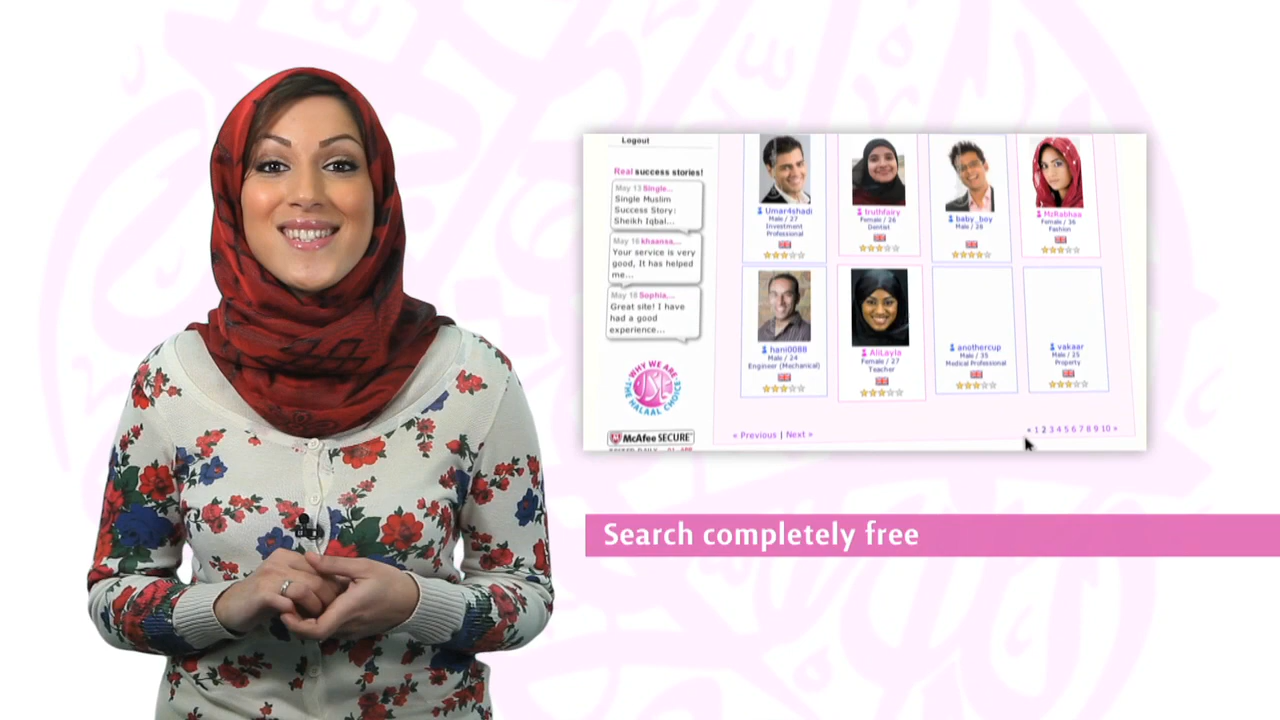 Logout
Real success stories!
May 13 Single...
Single Muslim
Success Story:
Sheikh Iqbal...
May 16 khaansa,...
Your service is very
good, It has helped
me...
May 16 Sophia,...
Great site! I have
had a good
experience...
WHY WE ARE
THE HALAAL CHOICE
McAfee SECURE
Umar4shadi
Male / 27
Investment
Professional
truthfairy
Female / 26
Dentist
baby_boy
Male / 28
MzRabhaa
Female / 36
Fashion
hani0088
Male / 24
Engineer (Mechanical)
AliLayla
Female / 27
Teacher
anothercup
Male / 35
Medical Professional
vakaar
Male / 25
Property
« Previous | Next »
« 1 2 3 4 5 6 7 8 9 10 »
Search completely free